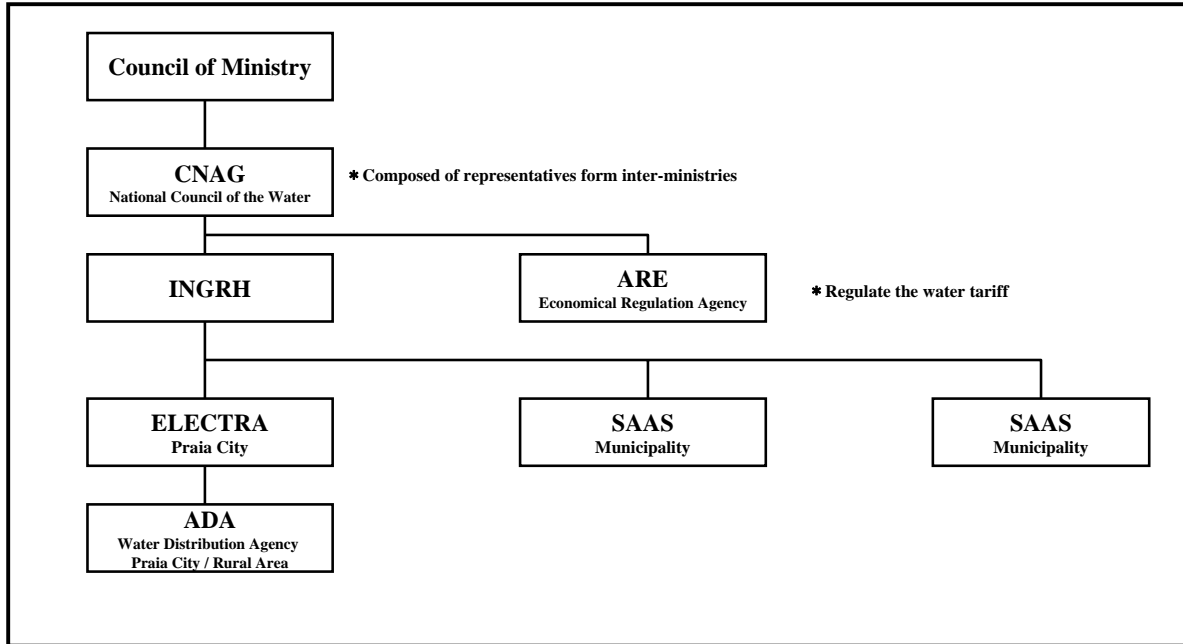 Council of Ministry
CNAG
National Council of the Water
* Composed of representatives form inter-ministries
INGRH
ARE
Economical Regulation Agency
* Regulate the water tariff
ELECTRA
Praia City
SAAS
Municipality
SAAS
Municipality
ADA
Water Distribution Agency
Praia City / Rural Area